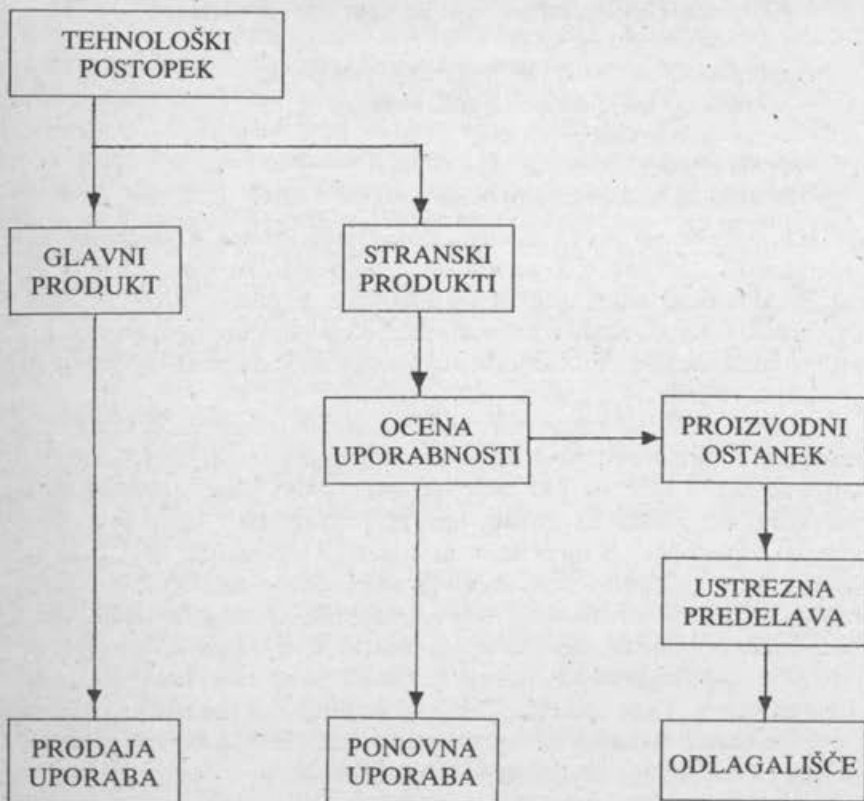 TEHNOLOŠKI
POSTOPEK
GLAVNI
PRODUKT
STRANSKI
PRODUKTI
OCENA
UPORABNOSTI
PROIZVODNI
OSTANEK
USTREZNA
PREDELAVA
PRODAJA
UPORABA
PONOVNA
UPORABA
ODLAGALIŠČE